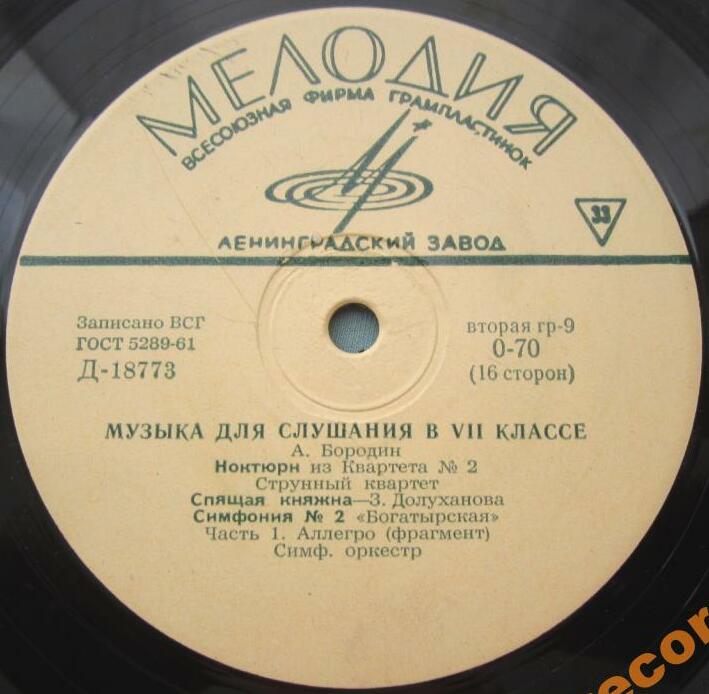 МЕЛОДИЯ
ВСЕСОЮЗНАЯ ФИРМА ГРАМПЛАСТИНОК
ЛЕНИНГРАДСКИЙ ЗАВОД
33
Записано ВСГ
ГОСТ 5289-61
Д-18773
вторая гр-9
0-70
(16 сторон)
МУЗЫКА ДЛЯ СЛУШАНИЯ В VII КЛАССЕ
А. Бородин
Ноктюрн из Квартета № 2
Струнный квартет
Спящая княжна—З. Долуханова
Симфония № 2 «Богатырская»
Часть 1. Аллегро (фрагмент)
Симф. оркестр